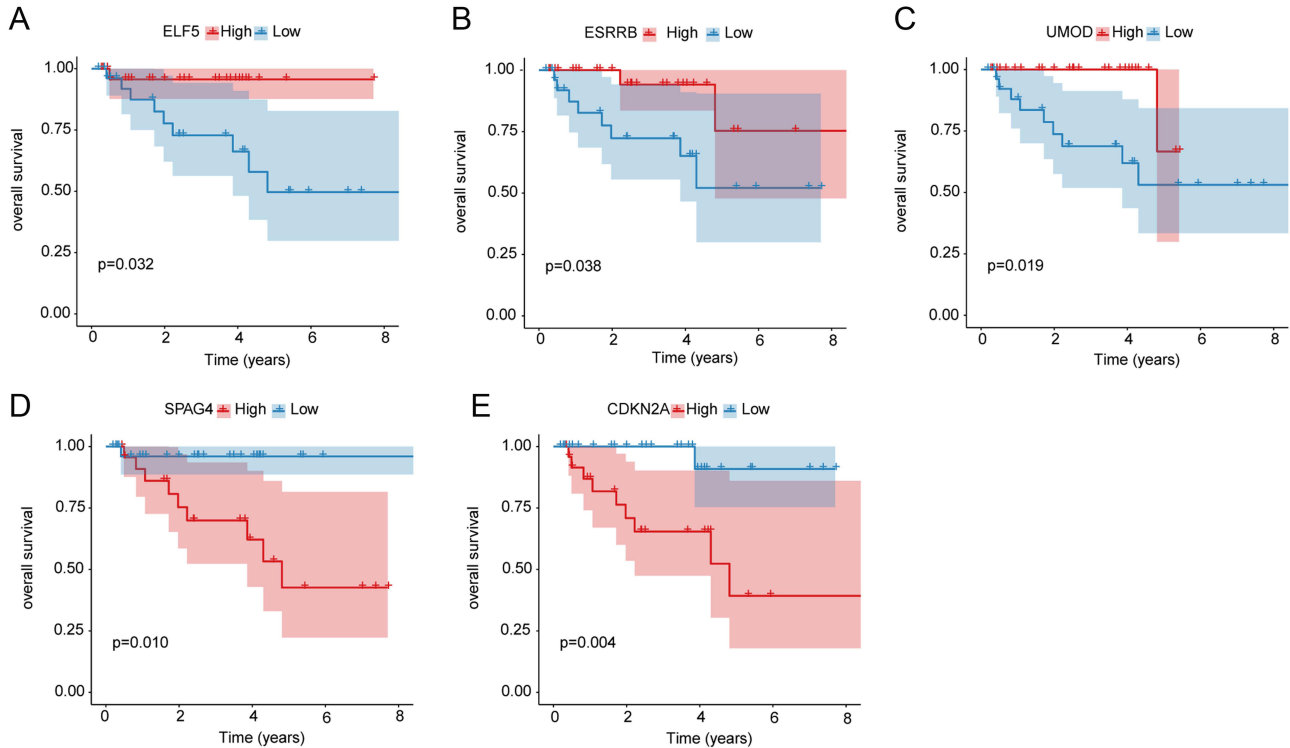 A
ELF5 High Low
overall survival
1.00
0.75
0.50
0.25
0.00
p=0.032
0 2 4 6 8
Time (years)
B
ESRRB High Low
overall survival
1.00
0.75
0.50
0.25
0.00
p=0.038
0 2 4 6 8
Time (years)
C
UMOD High Low
overall survival
1.00
0.75
0.50
0.25
0.00
p=0.019
0 2 4 6 8
Time (years)
D
SPAG4 High Low
overall survival
1.00
0.75
0.50
0.25
0.00
p=0.010
0 2 4 6 8
Time (years)
E
CDKN2A High Low
overall survival
1.00
0.75
0.50
0.25
0.00
p=0.004
0 2 4 6 8
Time (years)